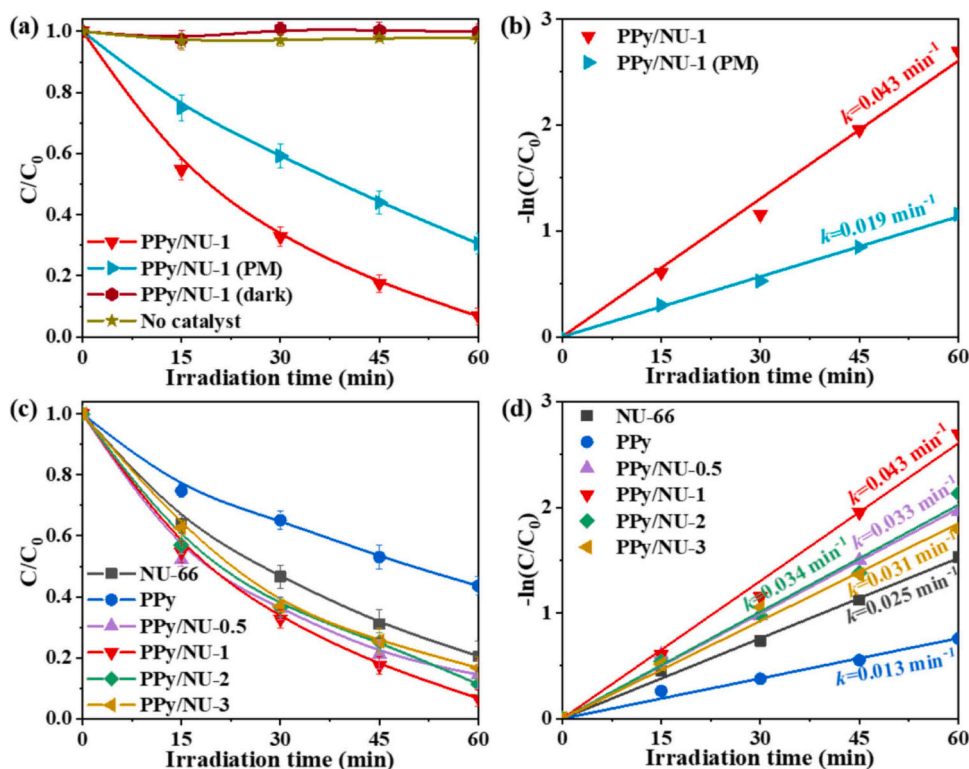 (a)
1.0
0.8
0.6
0.4
0.2
0.0
C/C₀
PPy/NU-1
PPy/NU-1 (PM)
PPy/NU-1 (dark)
No catalyst
0 15 30 45 60
Irradiation time (min)
(b)
3
2
1
0
-ln(C/C₀)
PPy/NU-1
PPy/NU-1 (PM)
k=0.043 min⁻¹
k=0.019 min⁻¹
0 15 30 45 60
Irradiation time (min)
(c)
1.0
0.8
0.6
0.4
0.2
0.0
C/C₀
NU-66
PPy
PPy/NU-0.5
PPy/NU-1
PPy/NU-2
PPy/NU-3
0 15 30 45 60
Irradiation time (min)
(d)
3
2
1
0
-ln(C/C₀)
NU-66
PPy
PPy/NU-0.5
PPy/NU-1
PPy/NU-2
PPy/NU-3
k=0.043 min⁻¹
k=0.033 min⁻¹
k=0.034 min⁻¹
k=0.031 min⁻¹
k=0.025 min⁻¹
k=0.013 min⁻¹
0 15 30 45 60
Irradiation time (min)